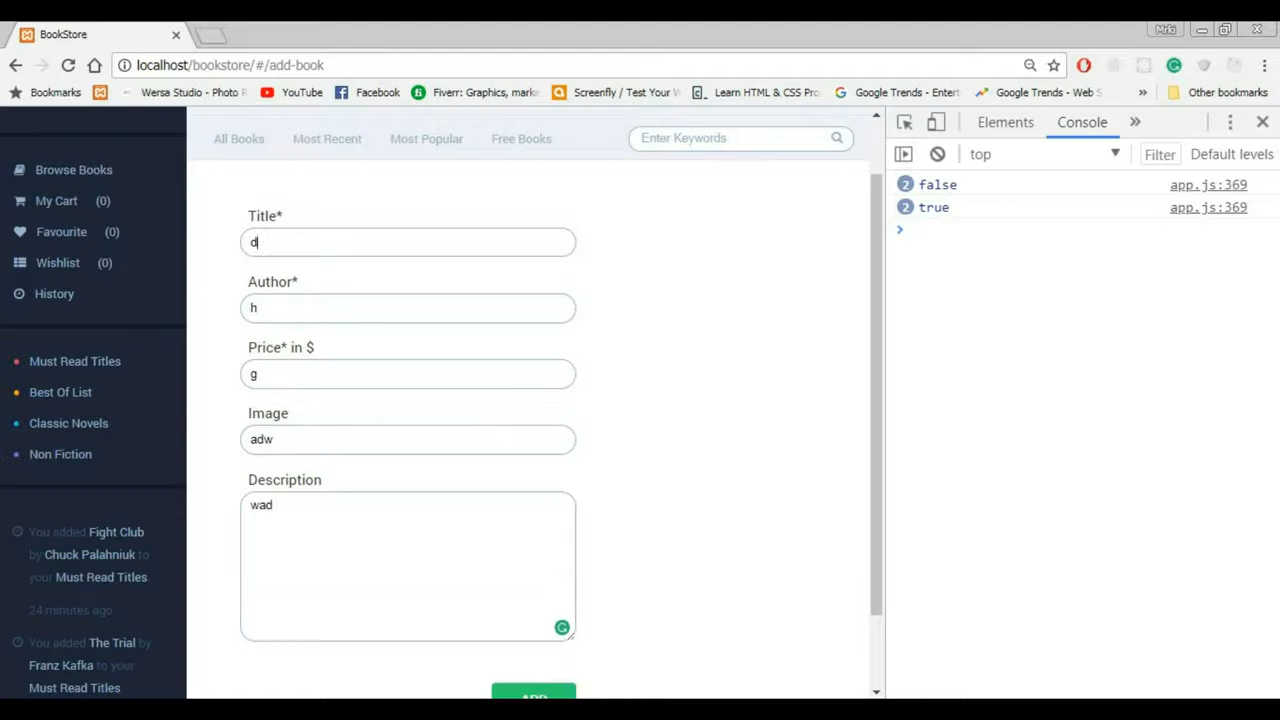 BookStore
Miki
localhost/bookstore/#/add-book
Bookmarks
Wersa Studio - Photo R
YouTube
Facebook
Fiverr: Graphics, marke
Screenfly / Test Your W
Learn HTML & CSS Pro
Google Trends - Entert
Google Trends - Web S
Other bookmarks
All Books
Most Recent
Most Popular
Free Books
Enter Keywords
Elements
Console
top
Filter
Default levels
2 false app.js:369
2 true app.js:369
Browse Books
My Cart (0)
Favourite (0)
Wishlist (0)
History
Must Read Titles
Best Of List
Classic Novels
Non Fiction
You added Fight Club
by Chuck Palahniuk to
your Must Read Titles
24 minutes ago
You added The Trial by
Franz Kafka to your
Must Read Titles
Title*
d
Author*
h
Price* in $
g
Image
adw
Description
wad
ADD